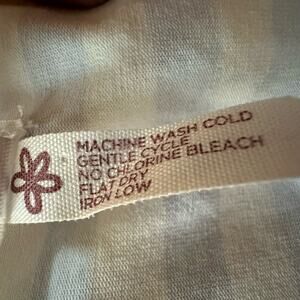 MACHINE WASH COLD
GENTLE CYCLE
NO CHLORINE BLEACH
FLAT DRY
IRON LOW